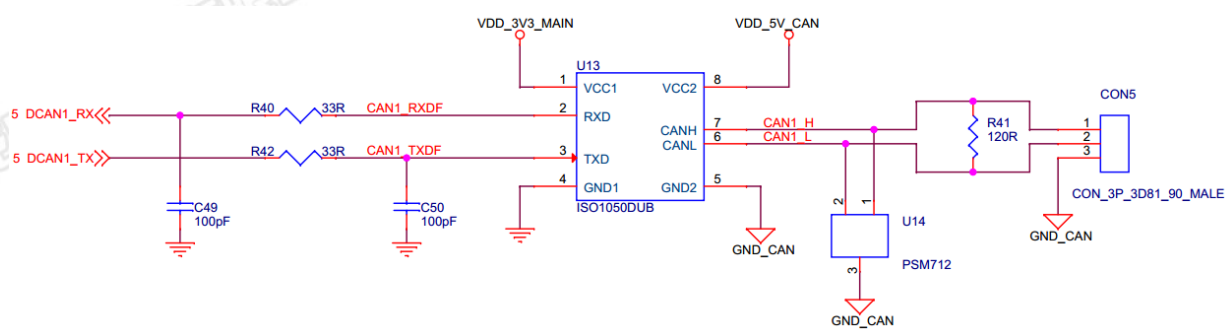 VDD_3V3_MAIN
VDD_5V_CAN
U13
1 VCC1 VCC2 8
5 DCAN1_RX
R40 33R CAN1_RXDF
2 RXD
CANH 7 CAN1_H
CANL 6 CAN1_L
R41
120R
CON5
1
2
3
5 DCAN1_TX
R42 33R CAN1_TXDF
3 TXD
4 GND1 GND2 5
ISO1050DUB
C49
100pF
C50
100pF
CON_3P_3D81_90_MALE
2 1
U14
PSM712
3
GND_CAN
GND_CAN
GND_CAN